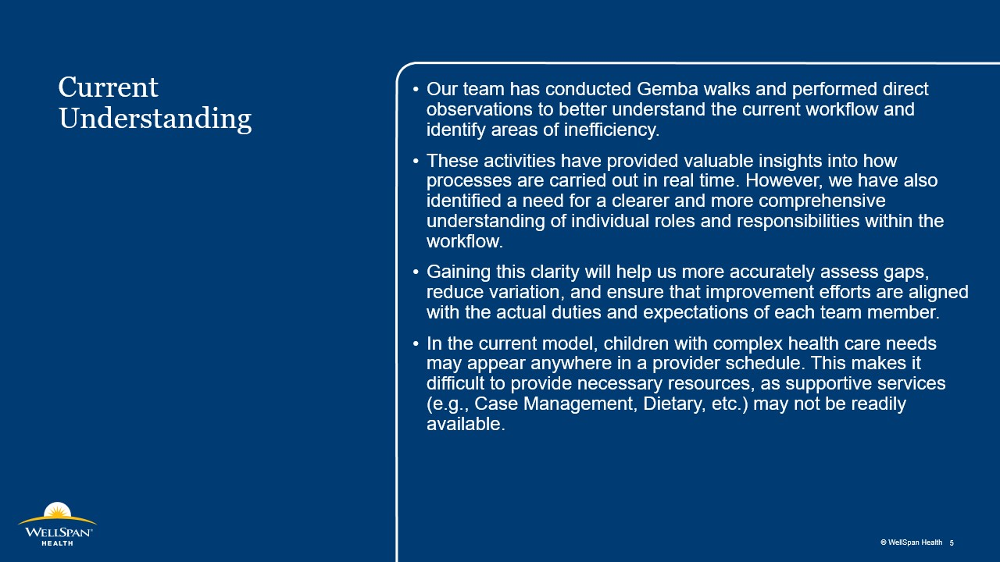 Current
Understanding
• Our team has conducted Gemba walks and performed direct
observations to better understand the current workflow and
identify areas of inefficiency.
• These activities have provided valuable insights into how
processes are carried out in real time. However, we have also
identified a need for a clearer and more comprehensive
understanding of individual roles and responsibilities within the
workflow.
• Gaining this clarity will help us more accurately assess gaps,
reduce variation, and ensure that improvement efforts are aligned
with the actual duties and expectations of each team member.
• In the current model, children with complex health care needs
may appear anywhere in a provider schedule. This makes it
difficult to provide necessary resources, as supportive services
(e.g., Case Management, Dietary, etc.) may not be readily
available.
WELLSPAN®
HEALTH
© WellSpan Health 5